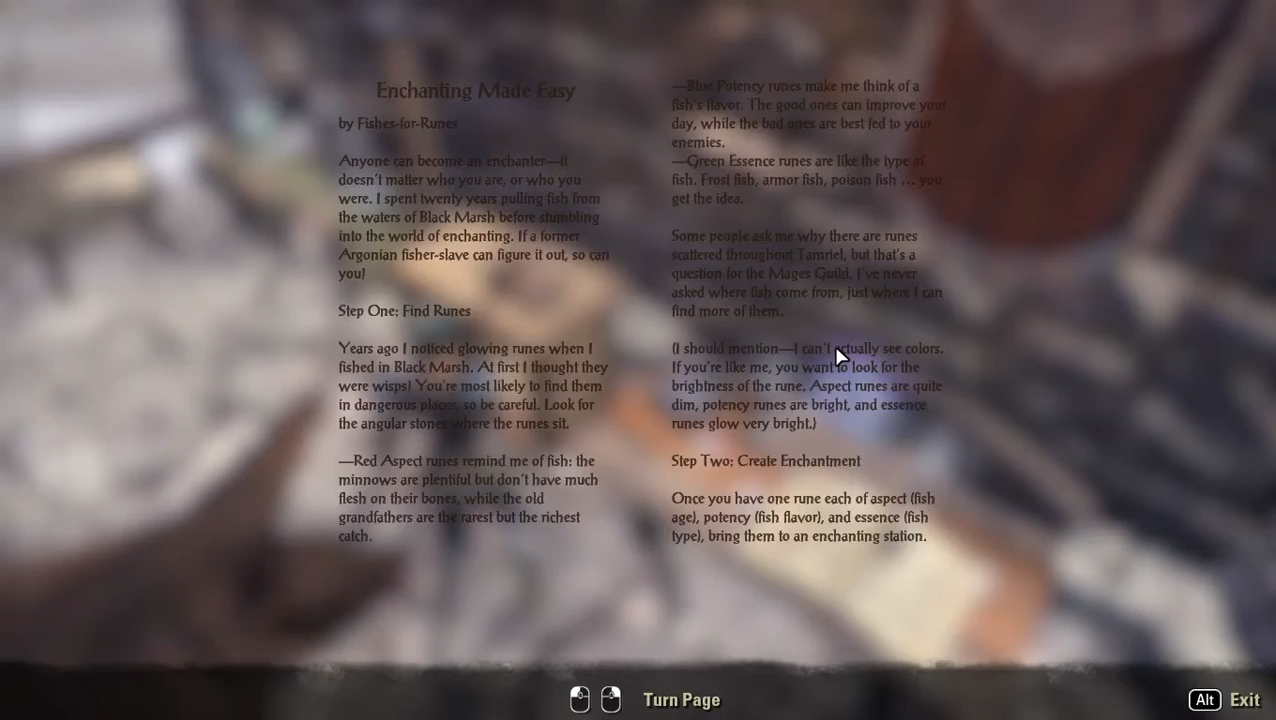 Enchanting Made Easy
by Fishes-for-Runes
Anyone can become an enchanter—it
doesn't matter who you are, or who you
were. I spent twenty years pulling fish from
the waters of Black Marsh before stumbling
into the world of enchanting. If a former
Argonian fisher-slave can figure it out, so can
you!
Step One: Find Runes
Years ago I noticed glowing runes when I
fished in Black Marsh. At first I thought they
were wisps! You're most likely to find them
in dangerous places, so be careful. Look for
the angular stones where the runes sit.
—Red Aspect runes remind me of fish: the
minnows are plentiful but don't have much
flesh on their bones, while the old
grandfathers are the rarest but the richest
catch.
—Blue Potency runes make me think of a
fish's flavor. The good ones can improve your
day, while the bad ones are best fed to your
enemies.
—Green Essence runes are like the type of
fish. Frost fish, armor fish, poison fish … you
get the idea.
Some people ask me why there are runes
scattered throughout Tamriel, but that's a
question for the Mages Guild. I've never
asked where fish come from, just where I can
find more of them.
(I should mention—I can't actually see colors.
If you're like me, you want to look for the
brightness of the rune. Aspect runes are quite
dim, potency runes are bright, and essence
runes glow very bright.)
Step Two: Create Enchantment
Once you have one rune each of aspect (fish
age), potency (fish flavor), and essence (fish
type), bring them to an enchanting station.
Turn Page
Alt Exit